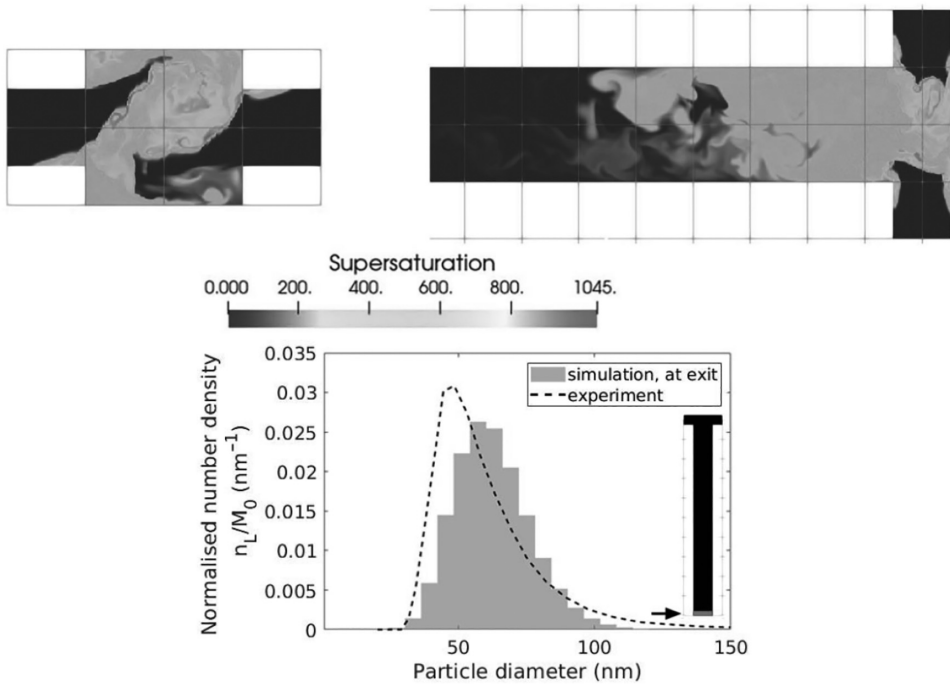 Supersaturation
0.000 200. 400. 600. 800. 1045.
0.035
0.03
0.025
0.02
0.015
0.01
0.005
0
Normalised number density
n_L/M_0 (nm⁻¹)
simulation, at exit
experiment
50 100 150
Particle diameter (nm)